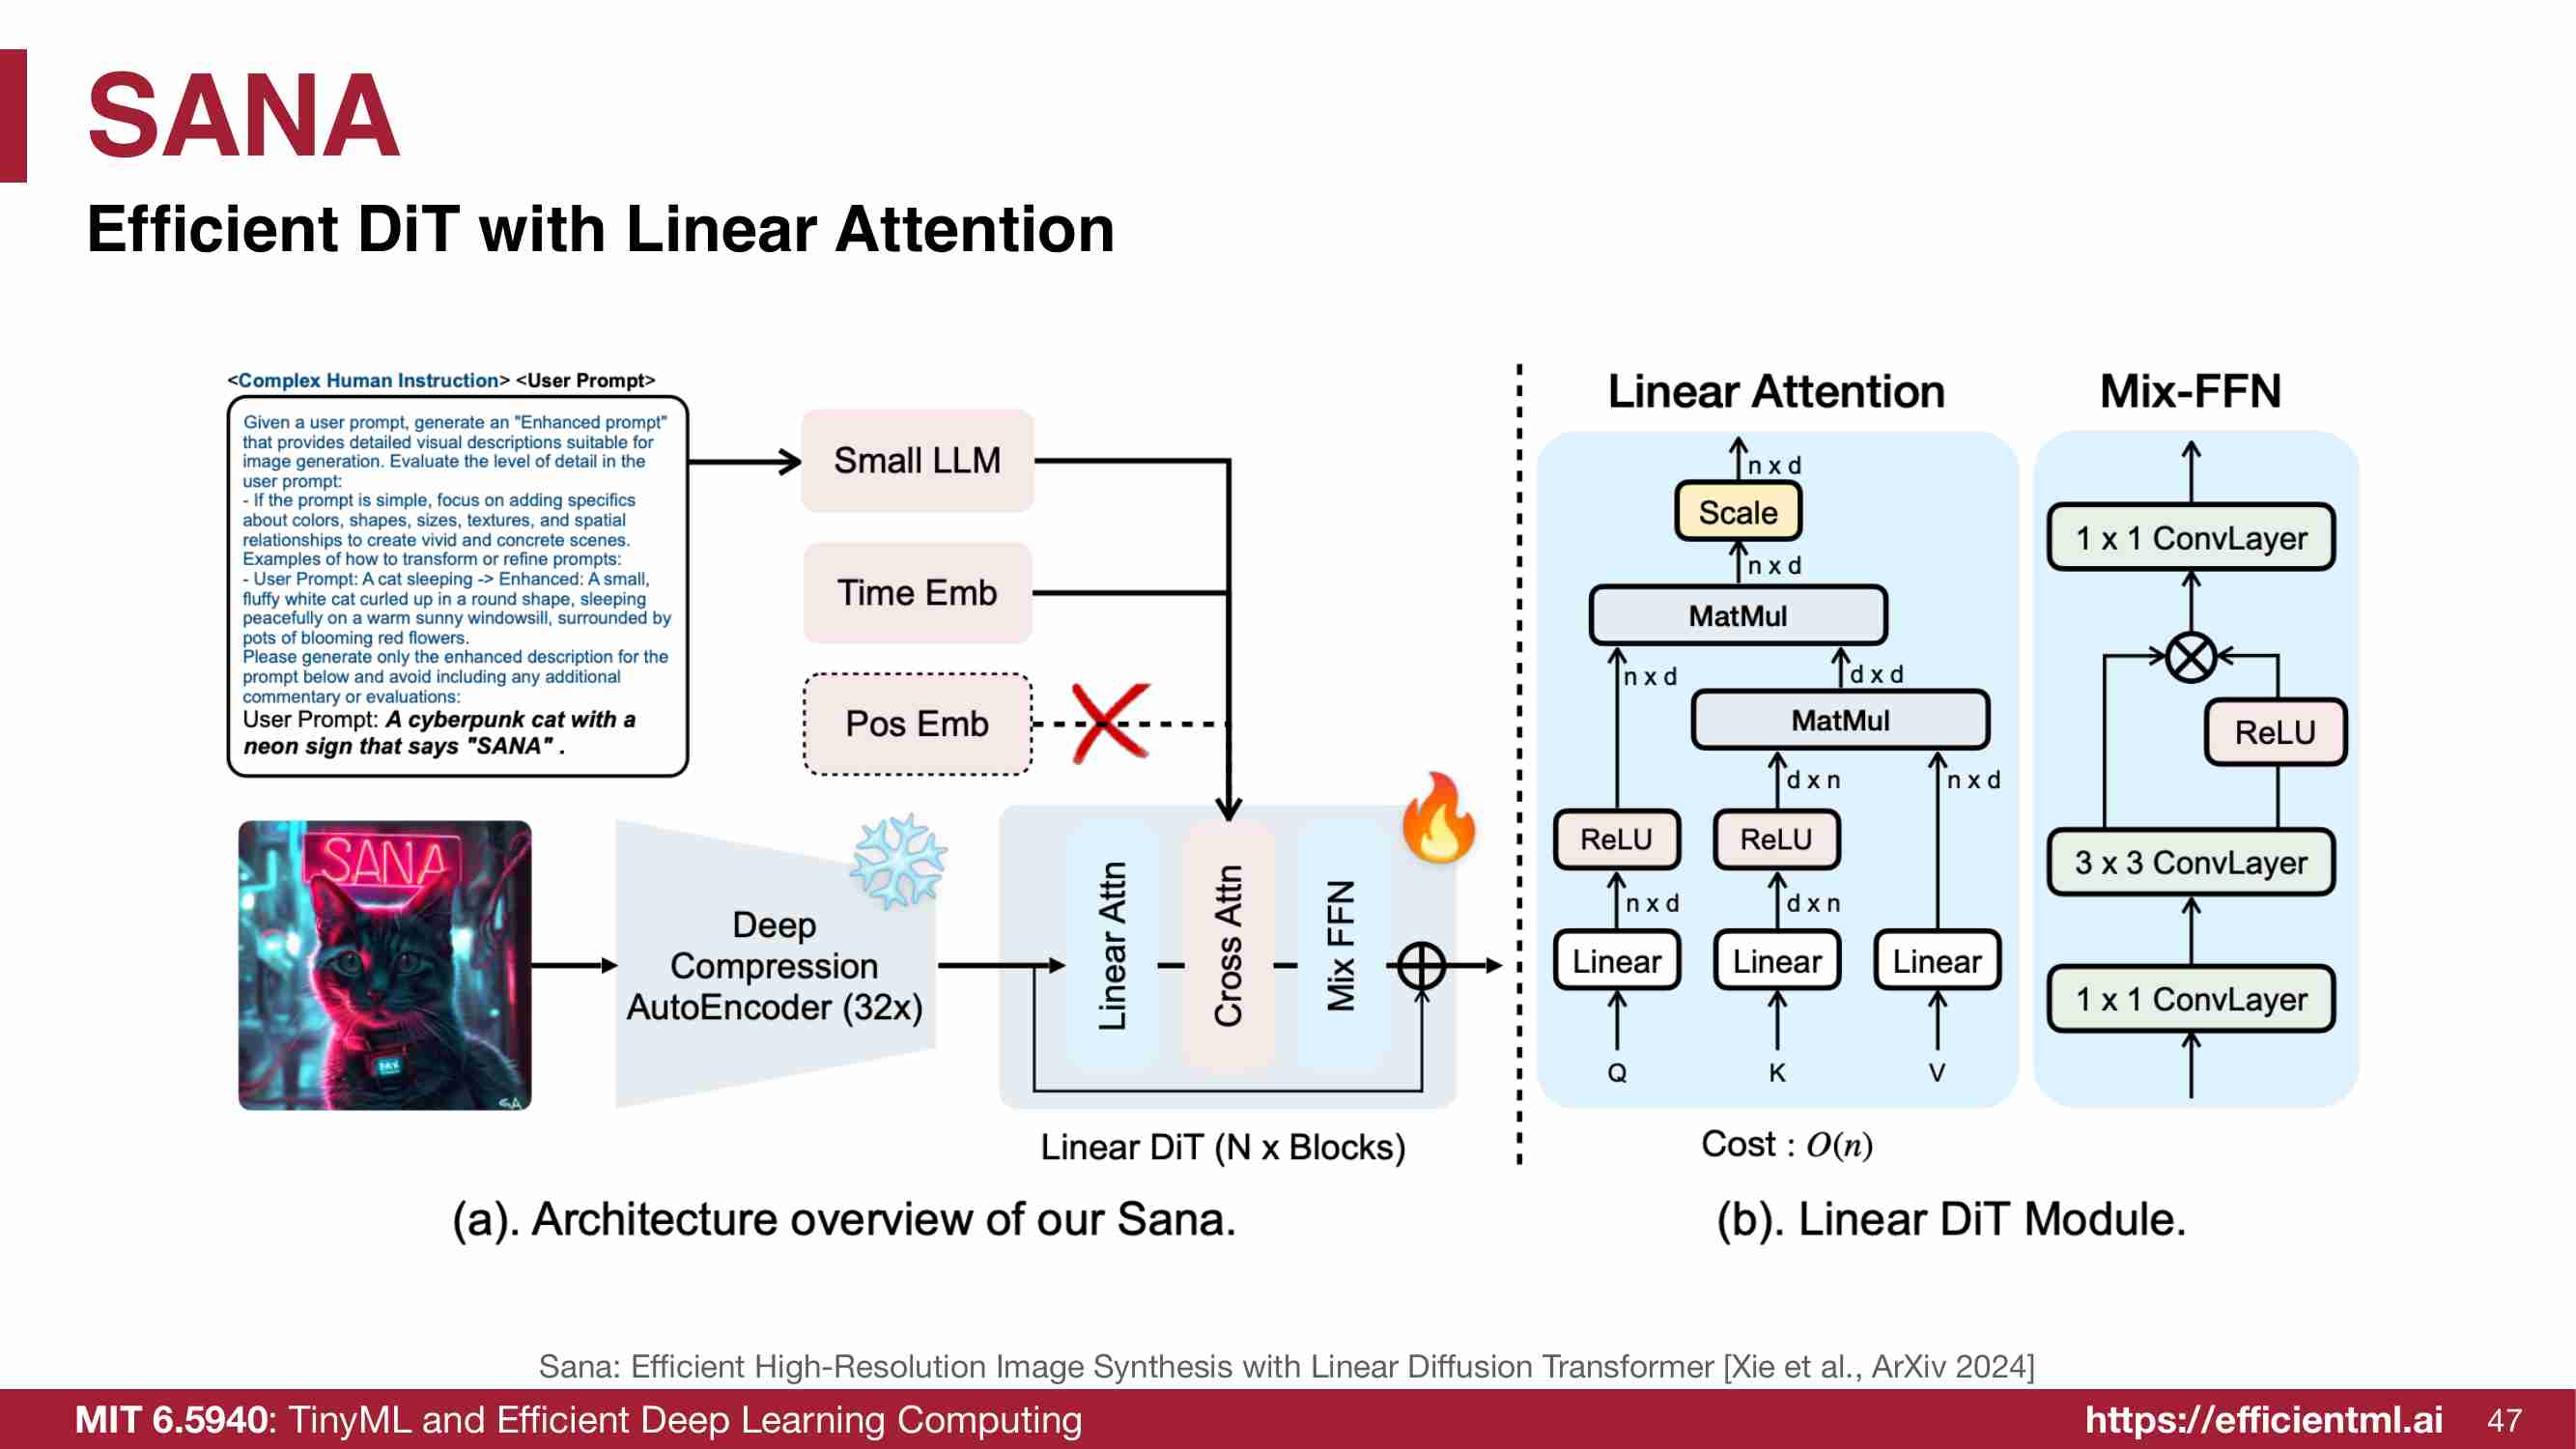 SANA
Efficient DiT with Linear Attention
<Complex Human Instruction> <User Prompt>
Given a user prompt, generate an "Enhanced prompt"
that provides detailed visual descriptions suitable for
image generation. Evaluate the level of detail in the
user prompt:
- If the prompt is simple, focus on adding specifics
about colors, shapes, sizes, textures, and spatial
relationships to create vivid and concrete scenes.
Examples of how to transform or refine prompts:
- User Prompt: A cat sleeping -> Enhanced: A small,
fluffy white cat curled up in a round shape, sleeping
peacefully on a warm sunny windowsill, surrounded by
pots of blooming red flowers.
Please generate only the enhanced description for the
prompt below and avoid including any additional
commentary or evaluations:
User Prompt: A cyberpunk cat with a
neon sign that says "SANA" .
Small LLM
Time Emb
Pos Emb
SANA
Deep
Compression
AutoEncoder (32x)
Linear Attn
Cross Attn
Mix FFN
Linear DiT (N x Blocks)
(a). Architecture overview of our Sana.
Linear Attention
n x d
Scale
n x d
MatMul
n x d
d x d
MatMul
d x n
n x d
ReLU
ReLU
n x d
d x n
Linear
Linear
Linear
Q
K
V
Cost : O(n)
Mix-FFN
1 x 1 ConvLayer
ReLU
3 x 3 ConvLayer
1 x 1 ConvLayer
(b). Linear DiT Module.
Sana: Efficient High-Resolution Image Synthesis with Linear Diffusion Transformer [Xie et al., ArXiv 2024]
MIT 6.5940: TinyML and Efficient Deep Learning Computing
https://efficientml.ai
47